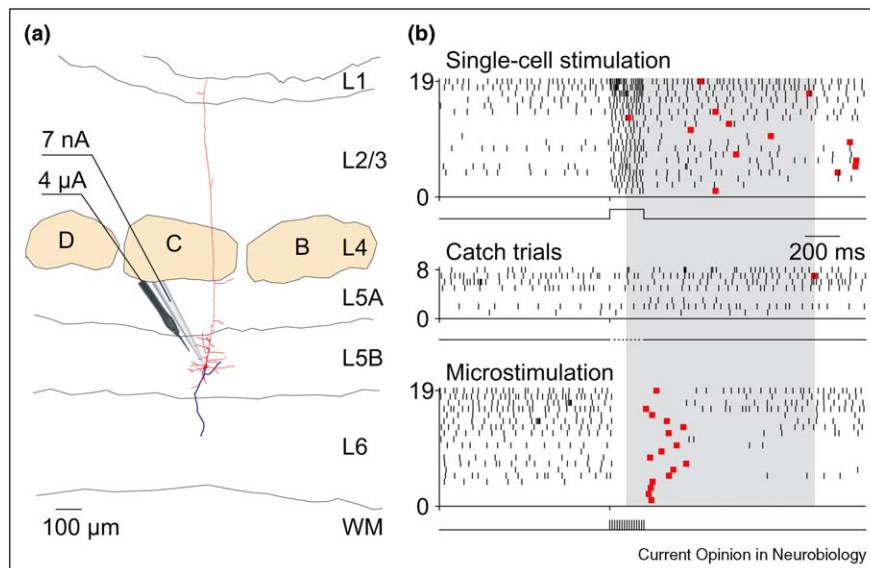 (a)
L1
7 nA
L2/3
4 µA
D
C
B
L4
L5A
L5B
L6
100 µm
WM
(b)
Single-cell stimulation
19
0
200 ms
Catch trials
8
0
Microstimulation
19
0
Current Opinion in Neurobiology